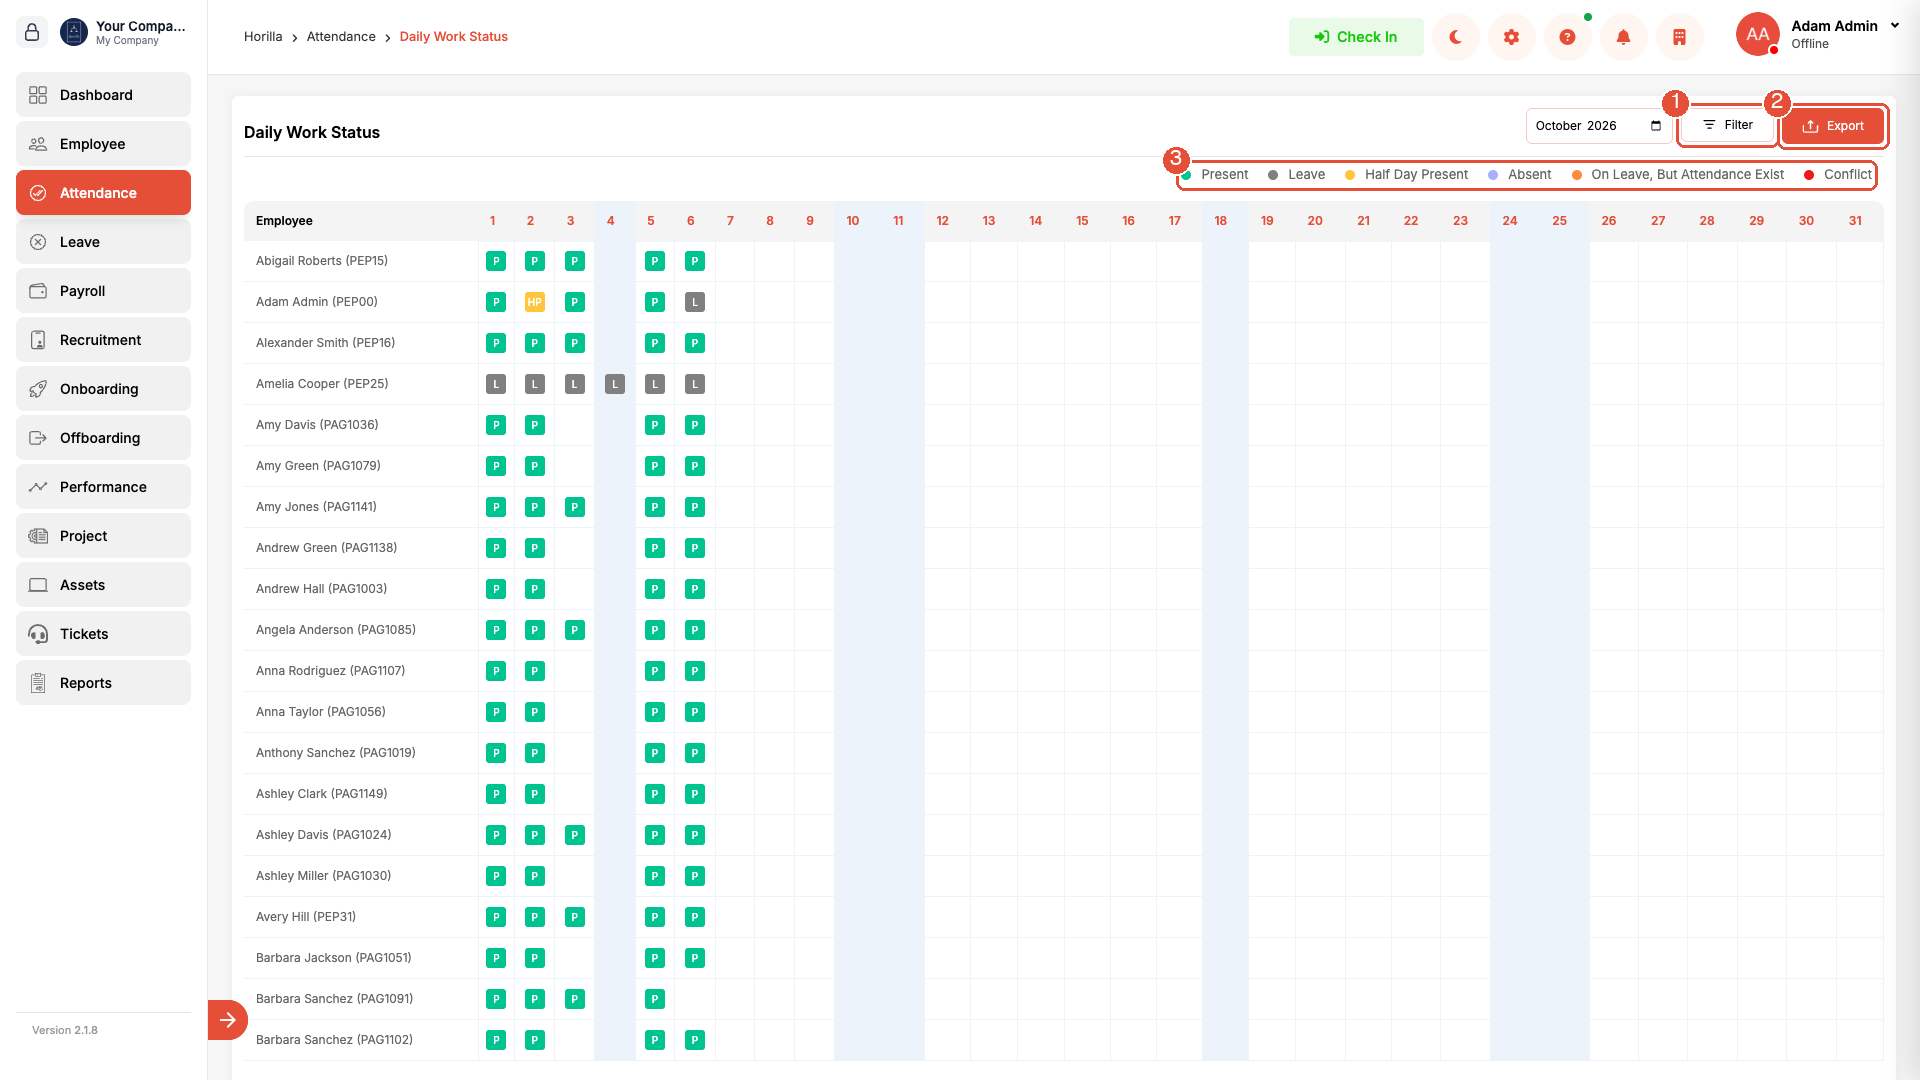 Your Compa...
My Company
Horilla > Attendance > Daily Work Status
Check In
AA
Adam Admin
Offline
Dashboard
Employee
Attendance
Leave
Payroll
Recruitment
Onboarding
Offboarding
Performance
Project
Assets
Tickets
Reports
Version 2.1.8
Daily Work Status
October 2026
1
Filter
2
Export
3
Present Leave Half Day Present Absent On Leave, But Attendance Exist Conflict
Employee 1 2 3 4 5 6 7 8 9 10 11 12 13 14 15 16 17 18 19 20 21 22 23 24 25 26 27 28 29 30 31
Abigail Roberts (PEP15) P P P P P
Adam Admin (PEP00) P HP P P L
Alexander Smith (PEP16) P P P P P
Amelia Cooper (PEP25) L L L L L L
Amy Davis (PAG1036) P P P P
Amy Green (PAG1079) P P P P
Amy Jones (PAG1141) P P P P P
Andrew Green (PAG1138) P P P P
Andrew Hall (PAG1003) P P P P
Angela Anderson (PAG1085) P P P P P
Anna Rodriguez (PAG1107) P P P P
Anna Taylor (PAG1056) P P P P
Anthony Sanchez (PAG1019) P P P P
Ashley Clark (PAG1149) P P P P
Ashley Davis (PAG1024) P P P P P
Ashley Miller (PAG1030) P P P P
Avery Hill (PEP31) P P P P P
Barbara Jackson (PAG1051) P P P P
Barbara Sanchez (PAG1091) P P P P
Barbara Sanchez (PAG1102) P P P P